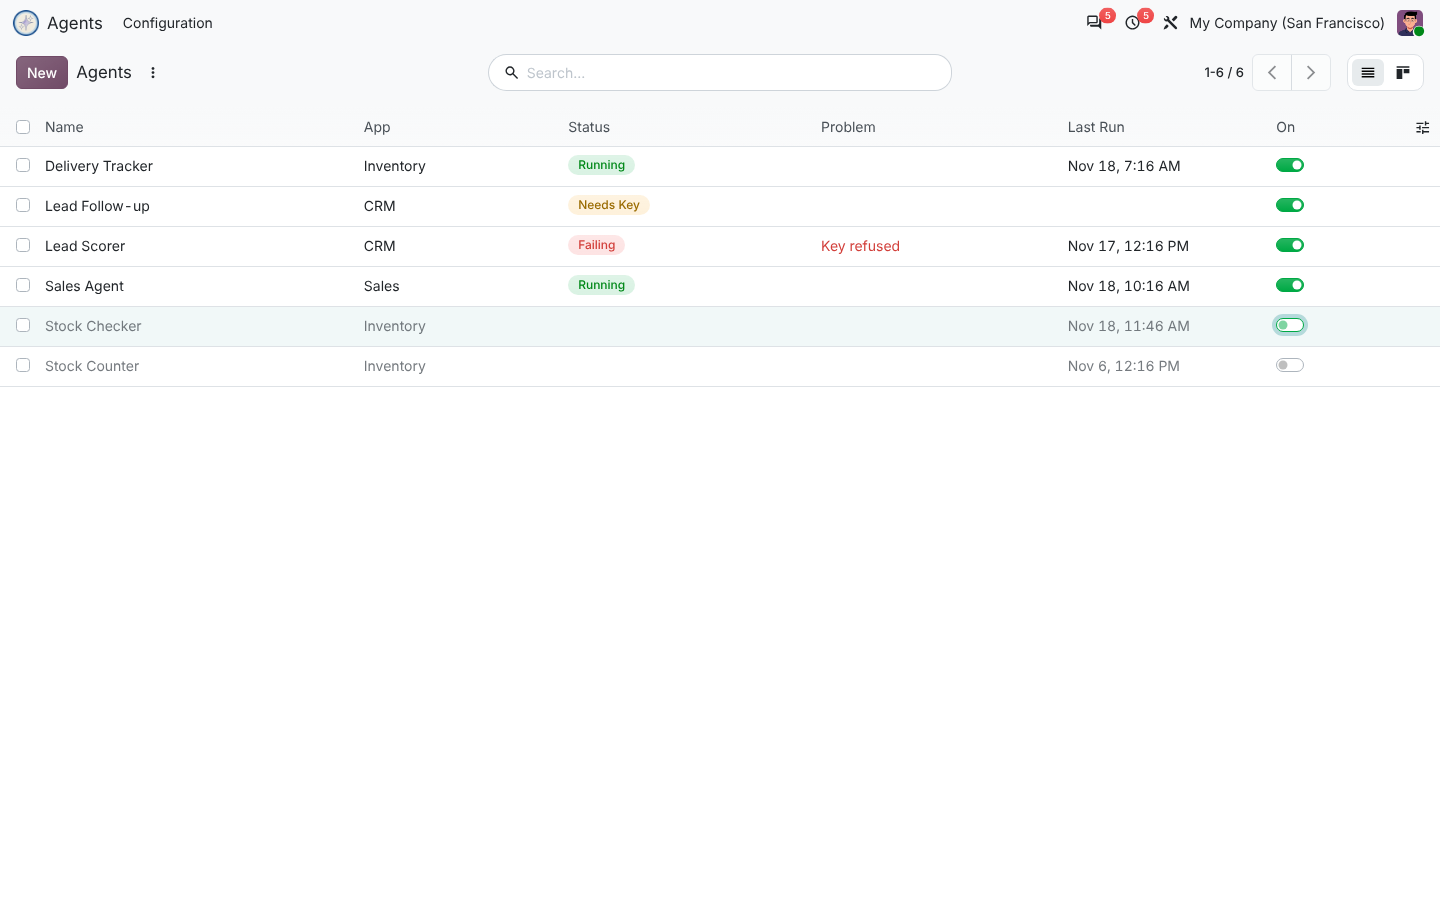 Agents Configuration 5 5 My Company (San Francisco)
New Agents Search... 1-6 / 6
Name App Status Problem Last Run On
Delivery Tracker Inventory Running Nov 18, 7:16 AM
Lead Follow-up CRM Needs Key
Lead Scorer CRM Failing Key refused Nov 17, 12:16 PM
Sales Agent Sales Running Nov 18, 10:16 AM
Stock Checker Inventory Nov 18, 11:46 AM
Stock Counter Inventory Nov 6, 12:16 PM